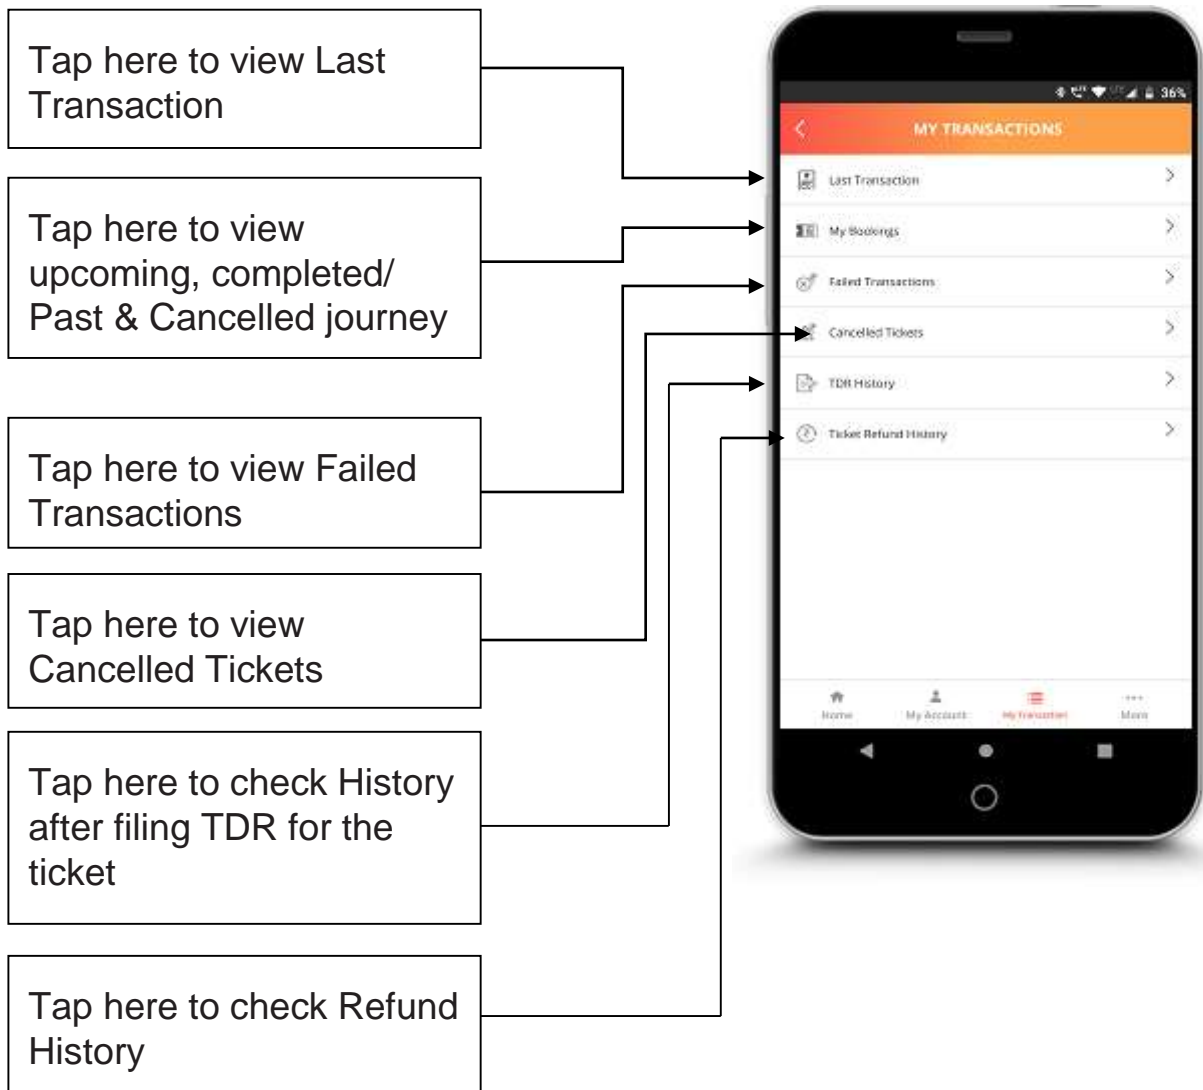 Tap here to view Last
Transaction
Tap here to view
upcoming, completed/
Past & Cancelled journey
Tap here to view Failed
Transactions
Tap here to view
Cancelled Tickets
Tap here to check History
after filing TDR for the
ticket
Tap here to check Refund
History
36%
MY TRANSACTIONS
Last Transaction
My Bookings
Failed Transactions
Cancelled Tickets
TDR History
Ticket Refund History
Home My Account My Transaction More